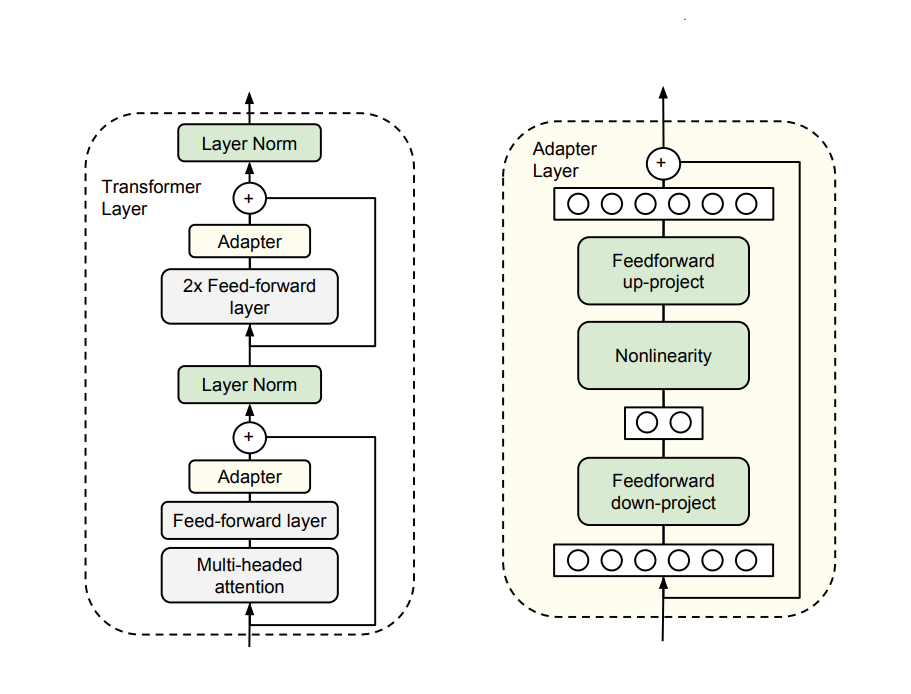 Layer Norm
Transformer
Layer
+
Adapter
2x Feed-forward
layer
Layer Norm
+
Adapter
Feed-forward layer
Multi-headed
attention
Adapter
Layer
+
Feedforward
up-project
Nonlinearity
Feedforward
down-project